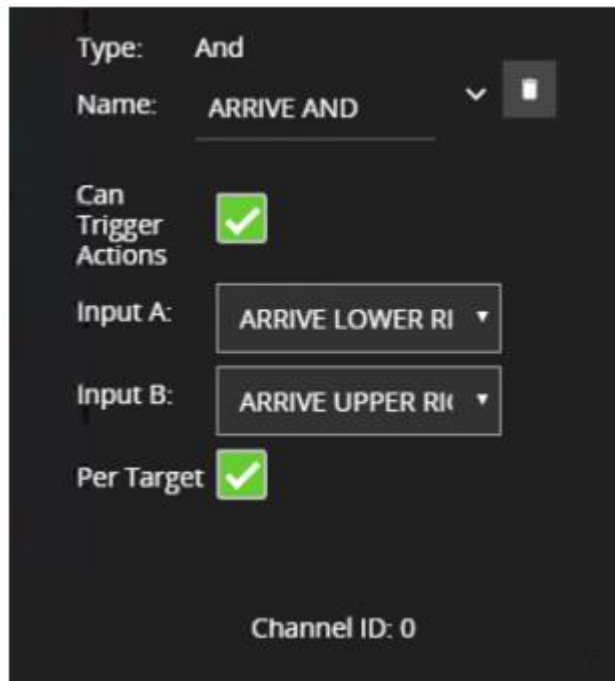 Type: And
Name: ARRIVE AND
Can
Trigger
Actions
Input A: ARRIVE LOWER RI
Input B: ARRIVE UPPER RI
Per Target
Channel ID: 0